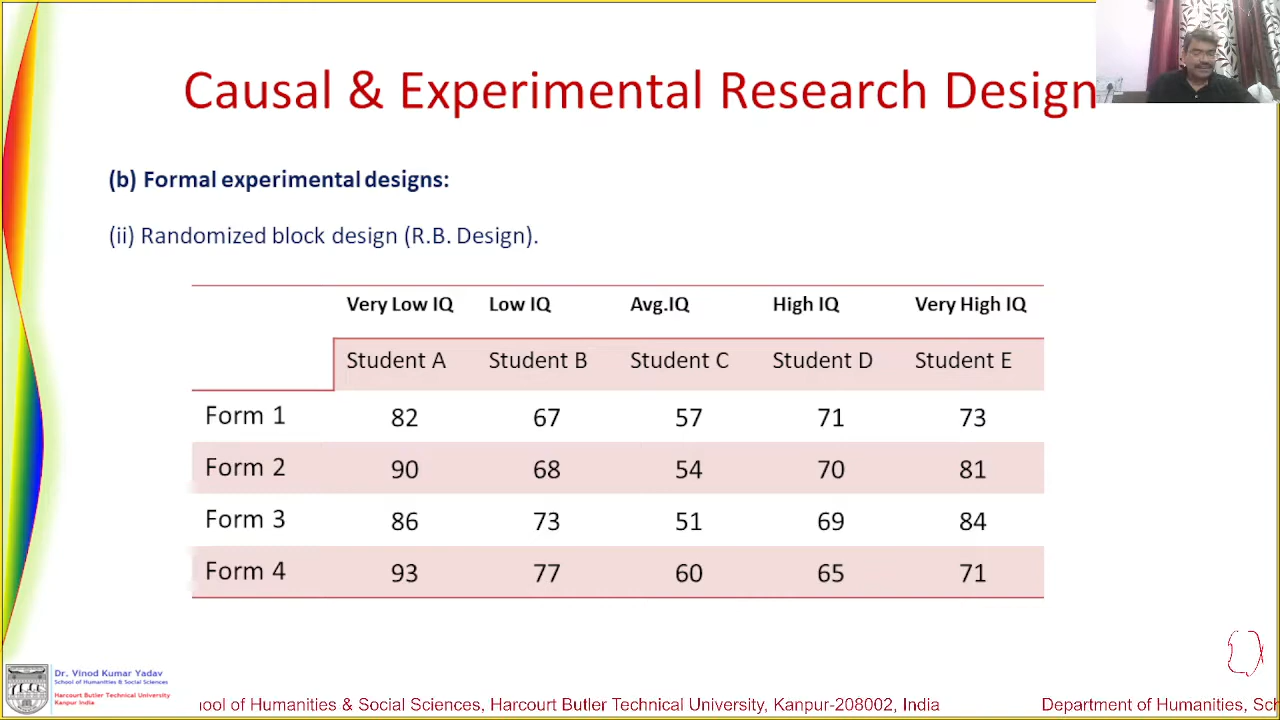 Causal & Experimental Research Design
(b) Formal experimental designs:
(ii) Randomized block design (R.B. Design).
Very Low IQ Low IQ Avg.IQ High IQ Very High IQ
Student A Student B Student C Student D Student E
Form 1 82 67 57 71 73
Form 2 90 68 54 70 81
Form 3 86 73 51 69 84
Form 4 93 77 60 65 71
Dr. Vinod Kumar Yadav
School of Humanities & Social Sciences
Harcourt Butler Technical University
Kanpur India
ool of Humanities & Social Sciences, Harcourt Butler Technical University, Kanpur-208002, India Department of Humanities, Sc